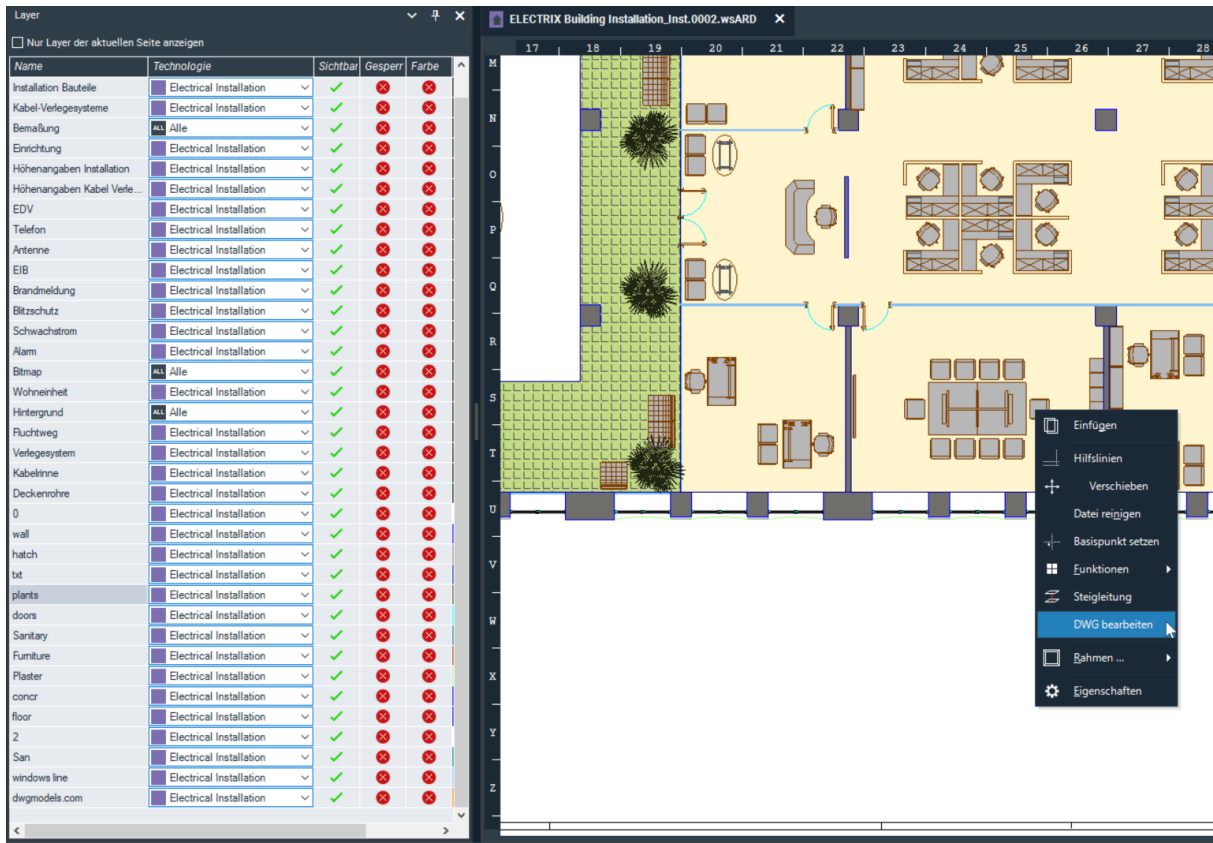 Layer
Nur Layer der aktuellen Seite anzeigen
Name Technologie Sichtbar Gesperr Farbe
Installation Bauteile Electrical Installation
Kabel-Verlegesysteme Electrical Installation
Bemaßung ALL Alle
Einrichtung Electrical Installation
Höhenangaben Installation Electrical Installation
Höhenangaben Kabel Verle... Electrical Installation
EDV Electrical Installation
Telefon Electrical Installation
Antenne Electrical Installation
EIB Electrical Installation
Brandmeldung Electrical Installation
Blitzschutz Electrical Installation
Schwachstrom Electrical Installation
Alarm Electrical Installation
Bitmap ALL Alle
Wohneinheit Electrical Installation
Hintergrund ALL Alle
Fluchtweg Electrical Installation
Verlegesystem Electrical Installation
Kabelrinne Electrical Installation
Deckenrohre Electrical Installation
0 Electrical Installation
wall Electrical Installation
hatch Electrical Installation
txt Electrical Installation
plants Electrical Installation
doors Electrical Installation
Sanitary Electrical Installation
Furniture Electrical Installation
Plaster Electrical Installation
concr Electrical Installation
floor Electrical Installation
2 Electrical Installation
San Electrical Installation
windows line Electrical Installation
dwgmodels.com Electrical Installation
ELECTRIX Building Installation_Inst.0002.wsARD
17 18 19 20 21 22 23 24 25 26 27 28
M
N
O
P
Q
R
S
T
U
V
W
X
Y
Z
Einfügen
Hilfslinien
Verschieben
Datei reinigen
Basispunkt setzen
Funktionen
Steigleitung
DWG bearbeiten
Rahmen ...
Eigenschaften